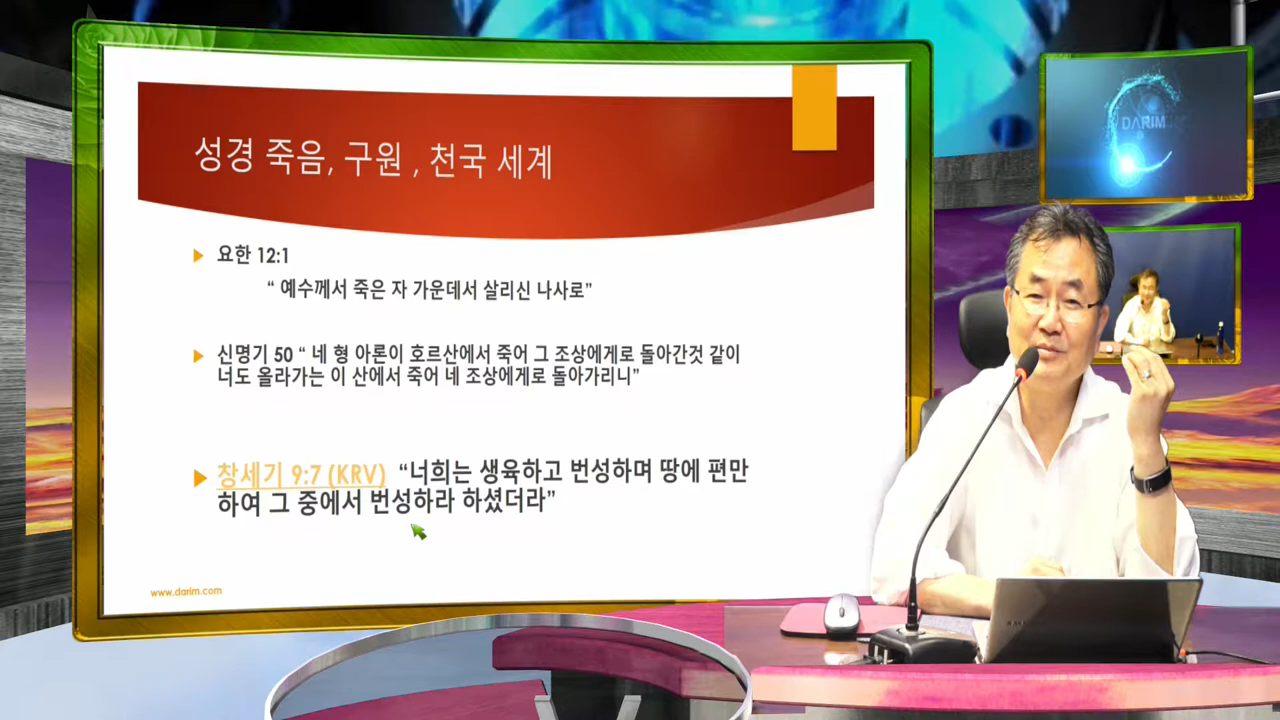 성경 죽음, 구원 , 천국 세계
요한 12:1
“ 예수께서 죽은 자 가운데서 살리신 나사로”
신명기 50 “ 네 형 아론이 호르산에서 죽어 그 조상에게로 돌아간것 같이
너도 올라가는 이 산에서 죽어 네 조상에게로 돌아가리니”
창세기 9:7 (KRV) “너희는 생육하고 번성하며 땅에 편만
하여 그 중에서 번성하라 하셨더라”
www.darim.com
DARIM